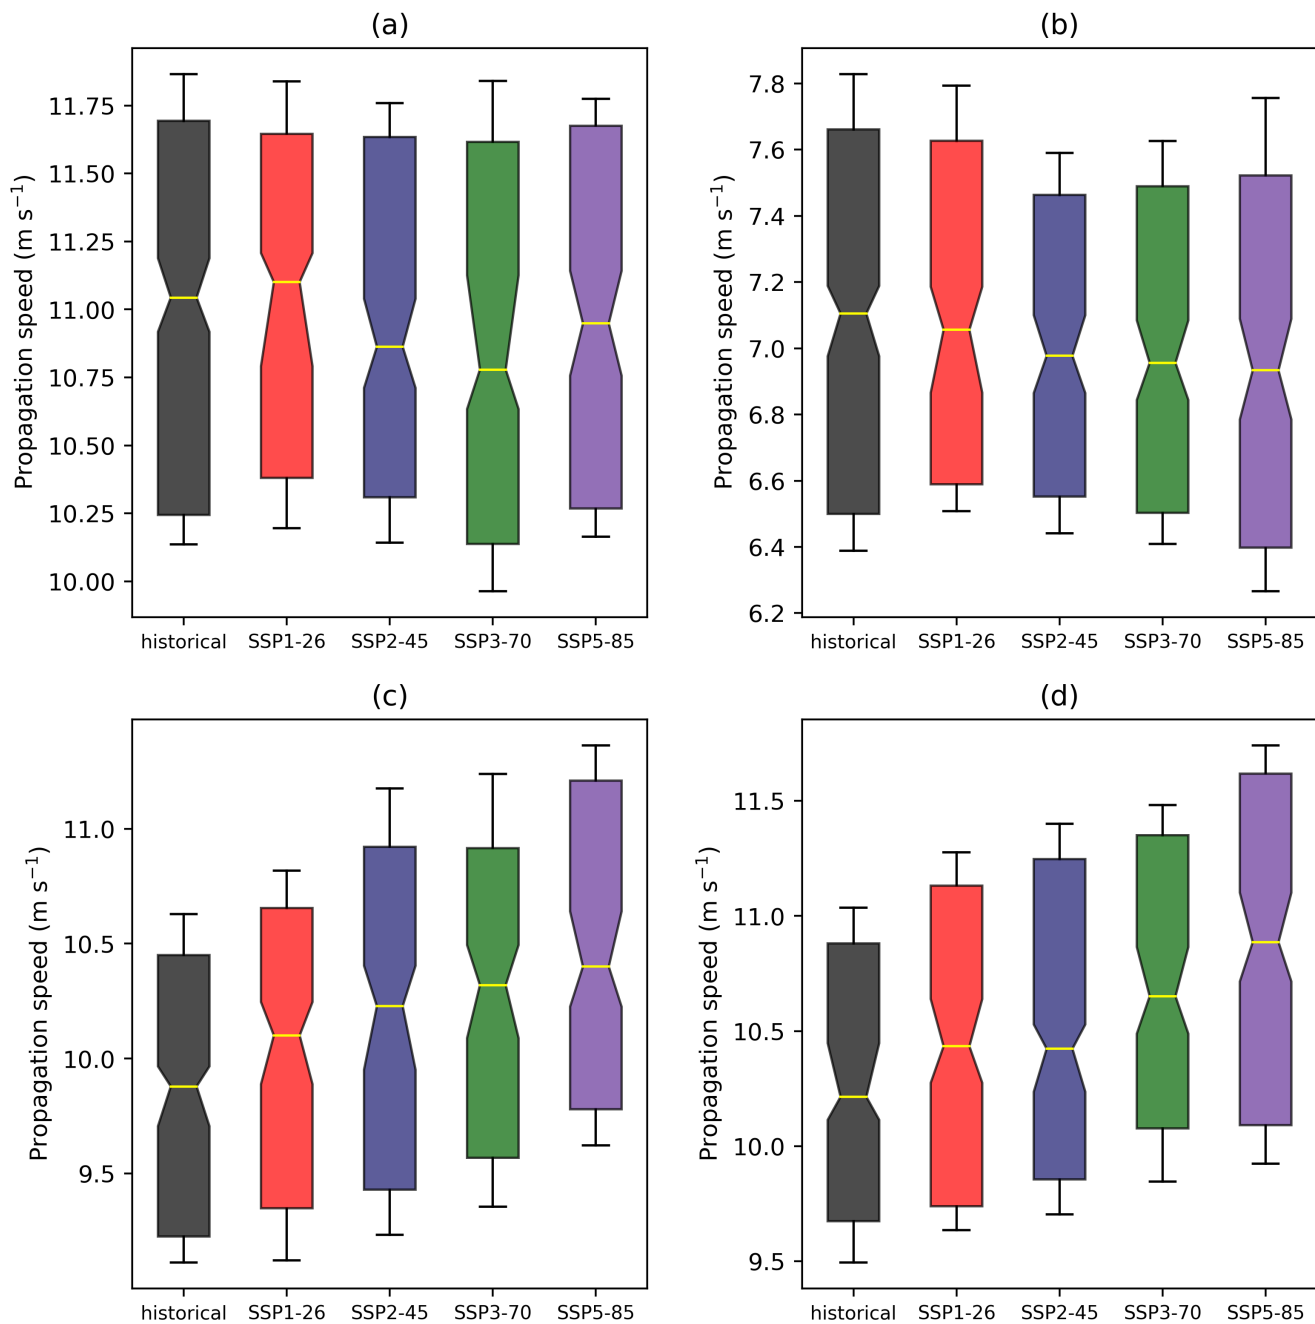 (a)
Propagation speed (m s⁻¹)
11.75
11.50
11.25
11.00
10.75
10.50
10.25
10.00
historical SSP1-26 SSP2-45 SSP3-70 SSP5-85
(b)
Propagation speed (m s⁻¹)
7.8
7.6
7.4
7.2
7.0
6.8
6.6
6.4
6.2
historical SSP1-26 SSP2-45 SSP3-70 SSP5-85
(c)
Propagation speed (m s⁻¹)
11.0
10.5
10.0
9.5
historical SSP1-26 SSP2-45 SSP3-70 SSP5-85
(d)
Propagation speed (m s⁻¹)
11.5
11.0
10.5
10.0
9.5
historical SSP1-26 SSP2-45 SSP3-70 SSP5-85